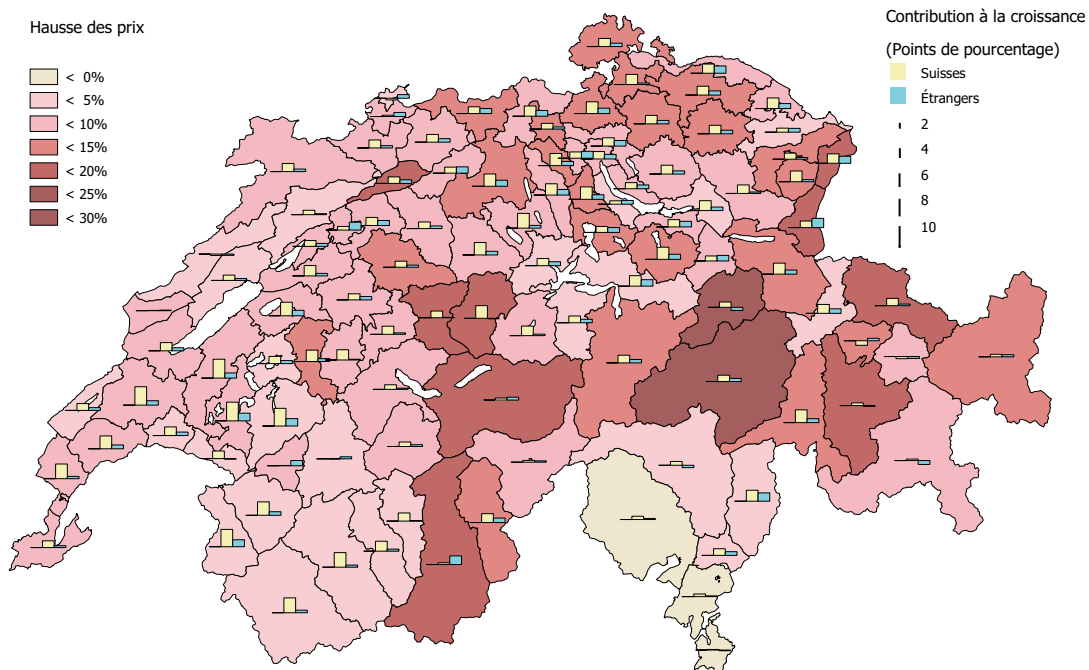 Hausse des prix
< 0%
< 5%
< 10%
< 15%
< 20%
< 25%
< 30%
Contribution à la croissance
(Points de pourcentage)
Suisses
Étrangers
2
4
6
8
10